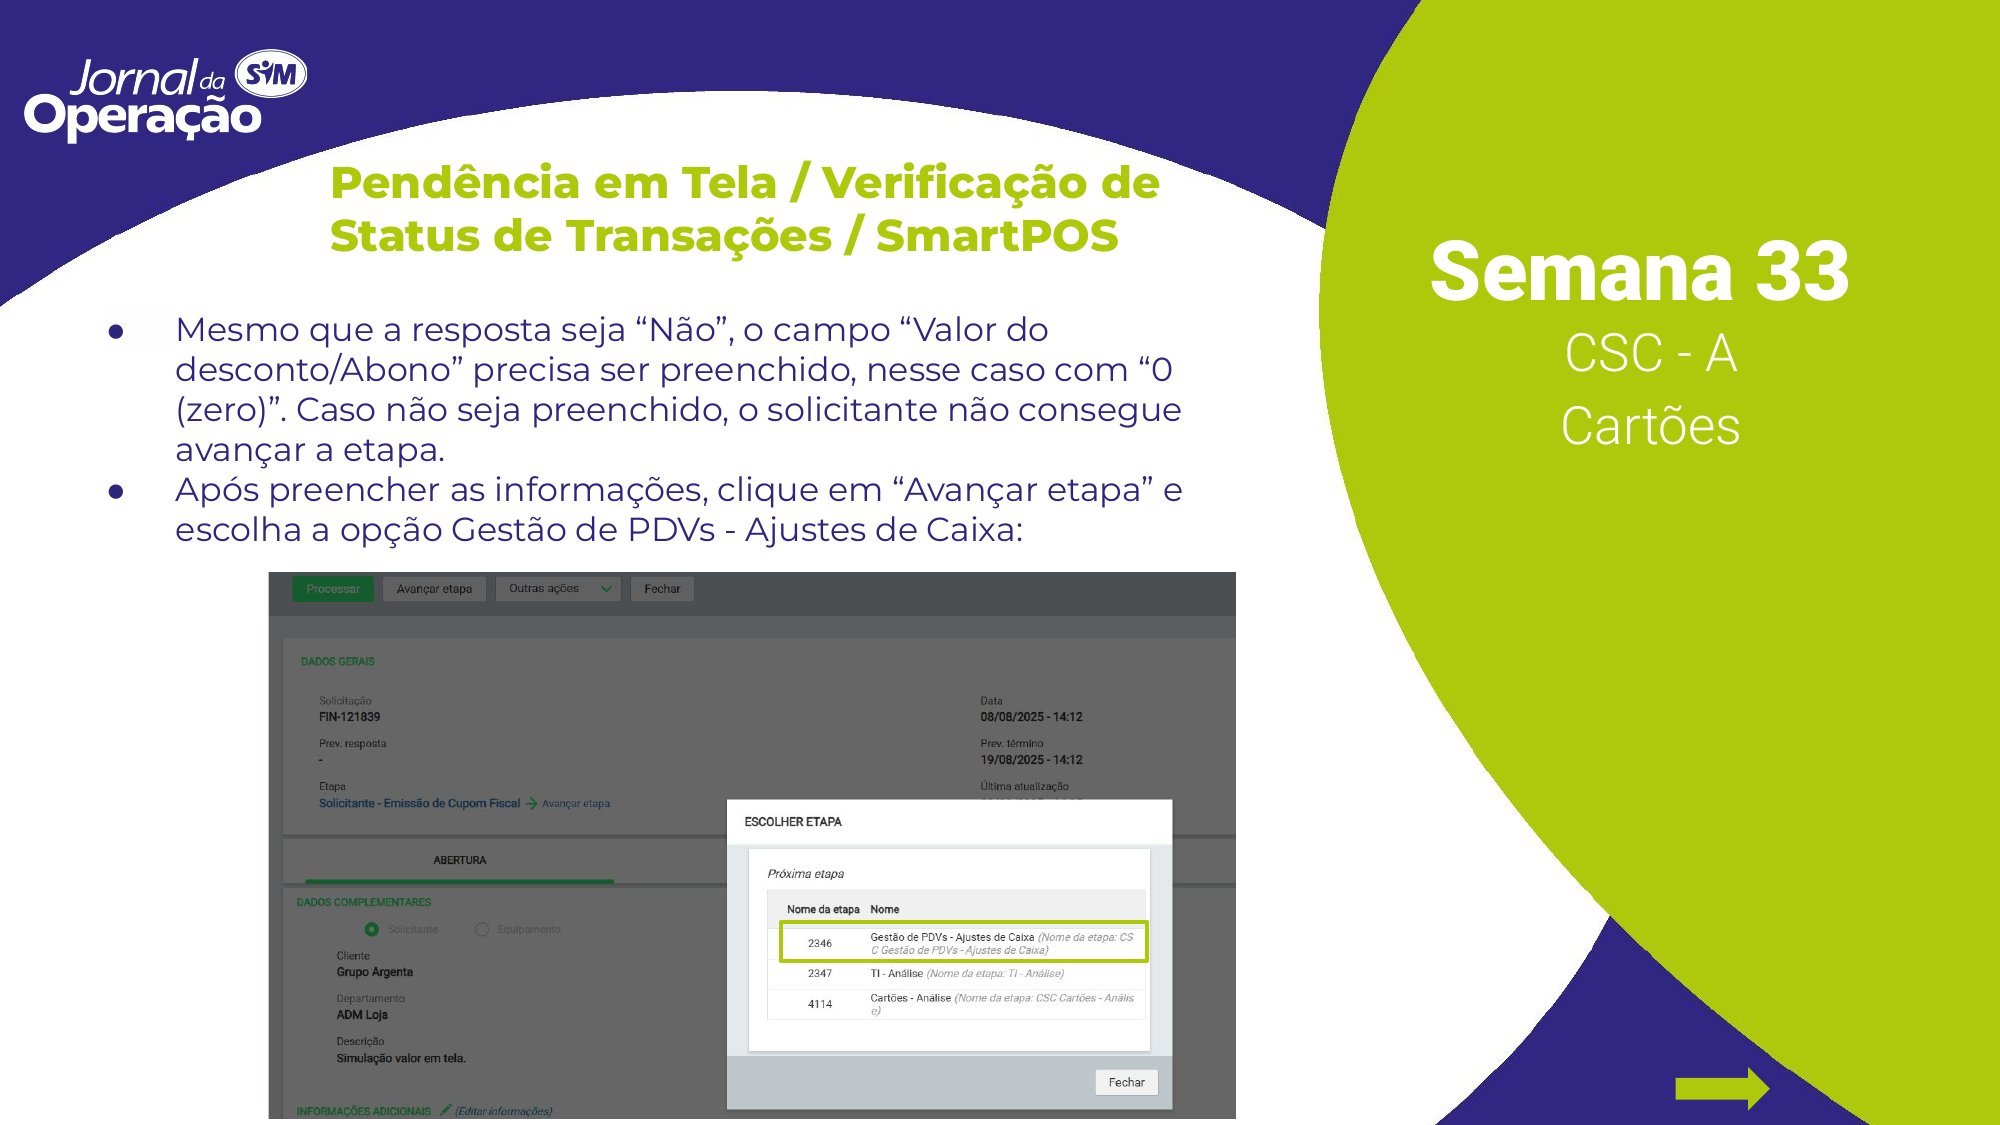 Jornal da SIM
Operação
Pendência em Tela / Verificação de
Status de Transações / SmartPOS
● Mesmo que a resposta seja “Não”, o campo “Valor do
desconto/Abono” precisa ser preenchido, nesse caso com “0
(zero)”. Caso não seja preenchido, o solicitante não consegue
avançar a etapa.
● Após preencher as informações, clique em “Avançar etapa” e
escolha a opção Gestão de PDVs - Ajustes de Caixa:
Semana 33
CSC - A
Cartões
Processar Avançar etapa Outras ações Fechar
DADOS GERAIS
Solicitação Data
FIN-121839 08/08/2025 - 14:12
Prev. resposta Prev. término
- 19/08/2025 - 14:12
Etapa Última atualização
Solicitante - Emissão de Cupom Fiscal Avançar etapa
ABERTURA
DADOS COMPLEMENTARES
Solicitante Equipamento
Cliente
Grupo Argenta
Departamento
ADM Loja
Descrição
Simulação valor em tela.
INFORMAÇÕES ADICIONAIS (Editar informações)
ESCOLHER ETAPA
Próxima etapa
Nome da etapa Nome
2346 Gestão de PDVs - Ajustes de Caixa (Nome da etapa: CS
C Gestão de PDVs - Ajustes de Caixa)
2347 TI - Análise (Nome da etapa: TI - Análise)
4114 Cartões - Análise (Nome da etapa: CSC Cartões - Anális
e)
Fechar